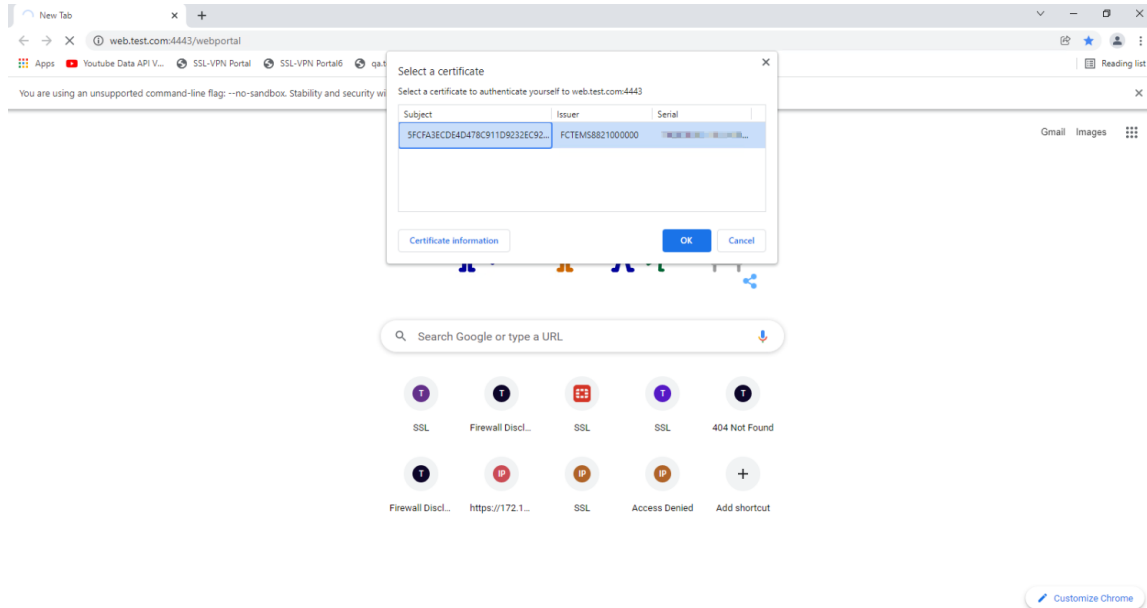 New Tab
web.test.com:4443/webportal
Apps Youtube Data API V... SSL-VPN Portal SSL-VPN Portal6 qa.t Reading list
You are using an unsupported command-line flag: --no-sandbox. Stability and security wi
Select a certificate
Select a certificate to authenticate yourself to web.test.com:4443
Subject Issuer Serial
5FCFA3ECDE4D478C911D9232EC92... FCTEMS8821000000
Certificate information OK Cancel
Gmail Images
Search Google or type a URL
T T T T
SSL Firewall Discl... SSL SSL 404 Not Found
T IP IP IP
Firewall Discl... https://172.1... SSL Access Denied Add shortcut
Customize Chrome